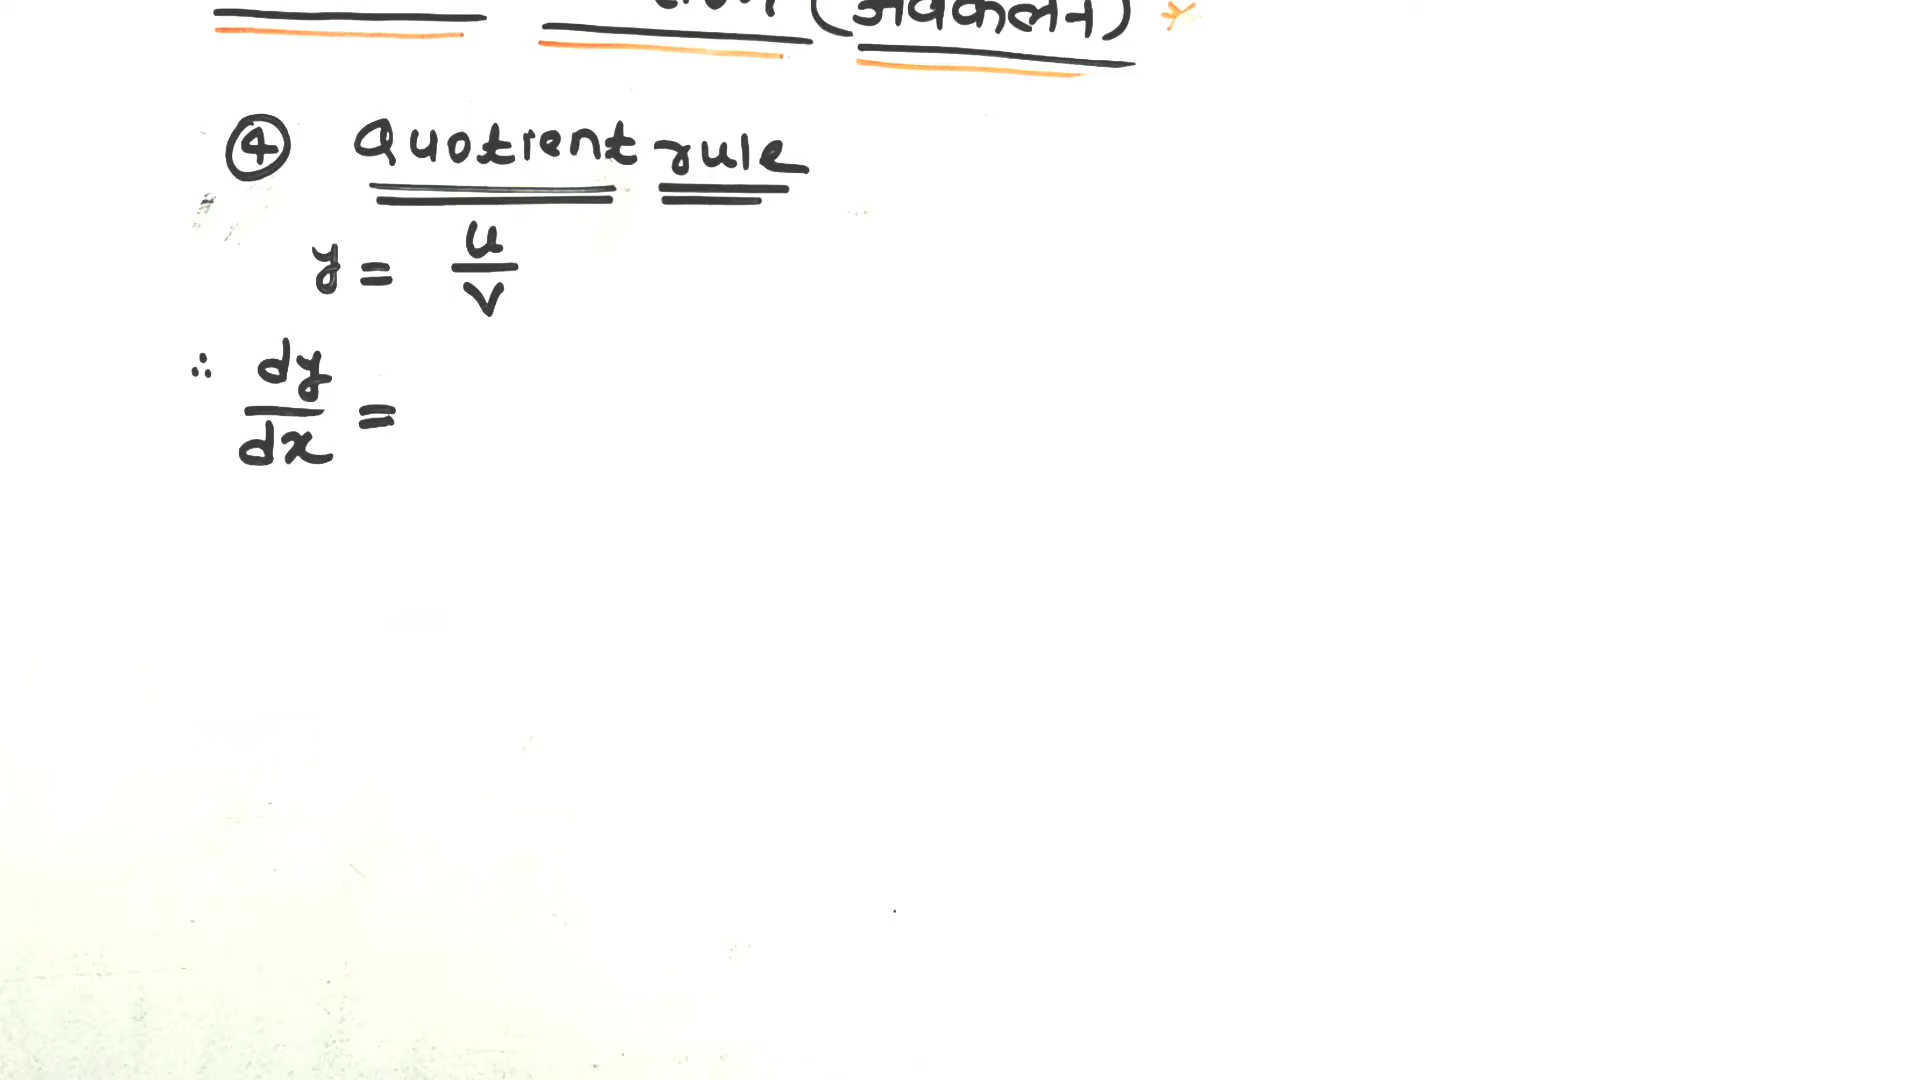 (अवकलन) *
④ Quotient rule
y = u/v
∴ dy/dx =